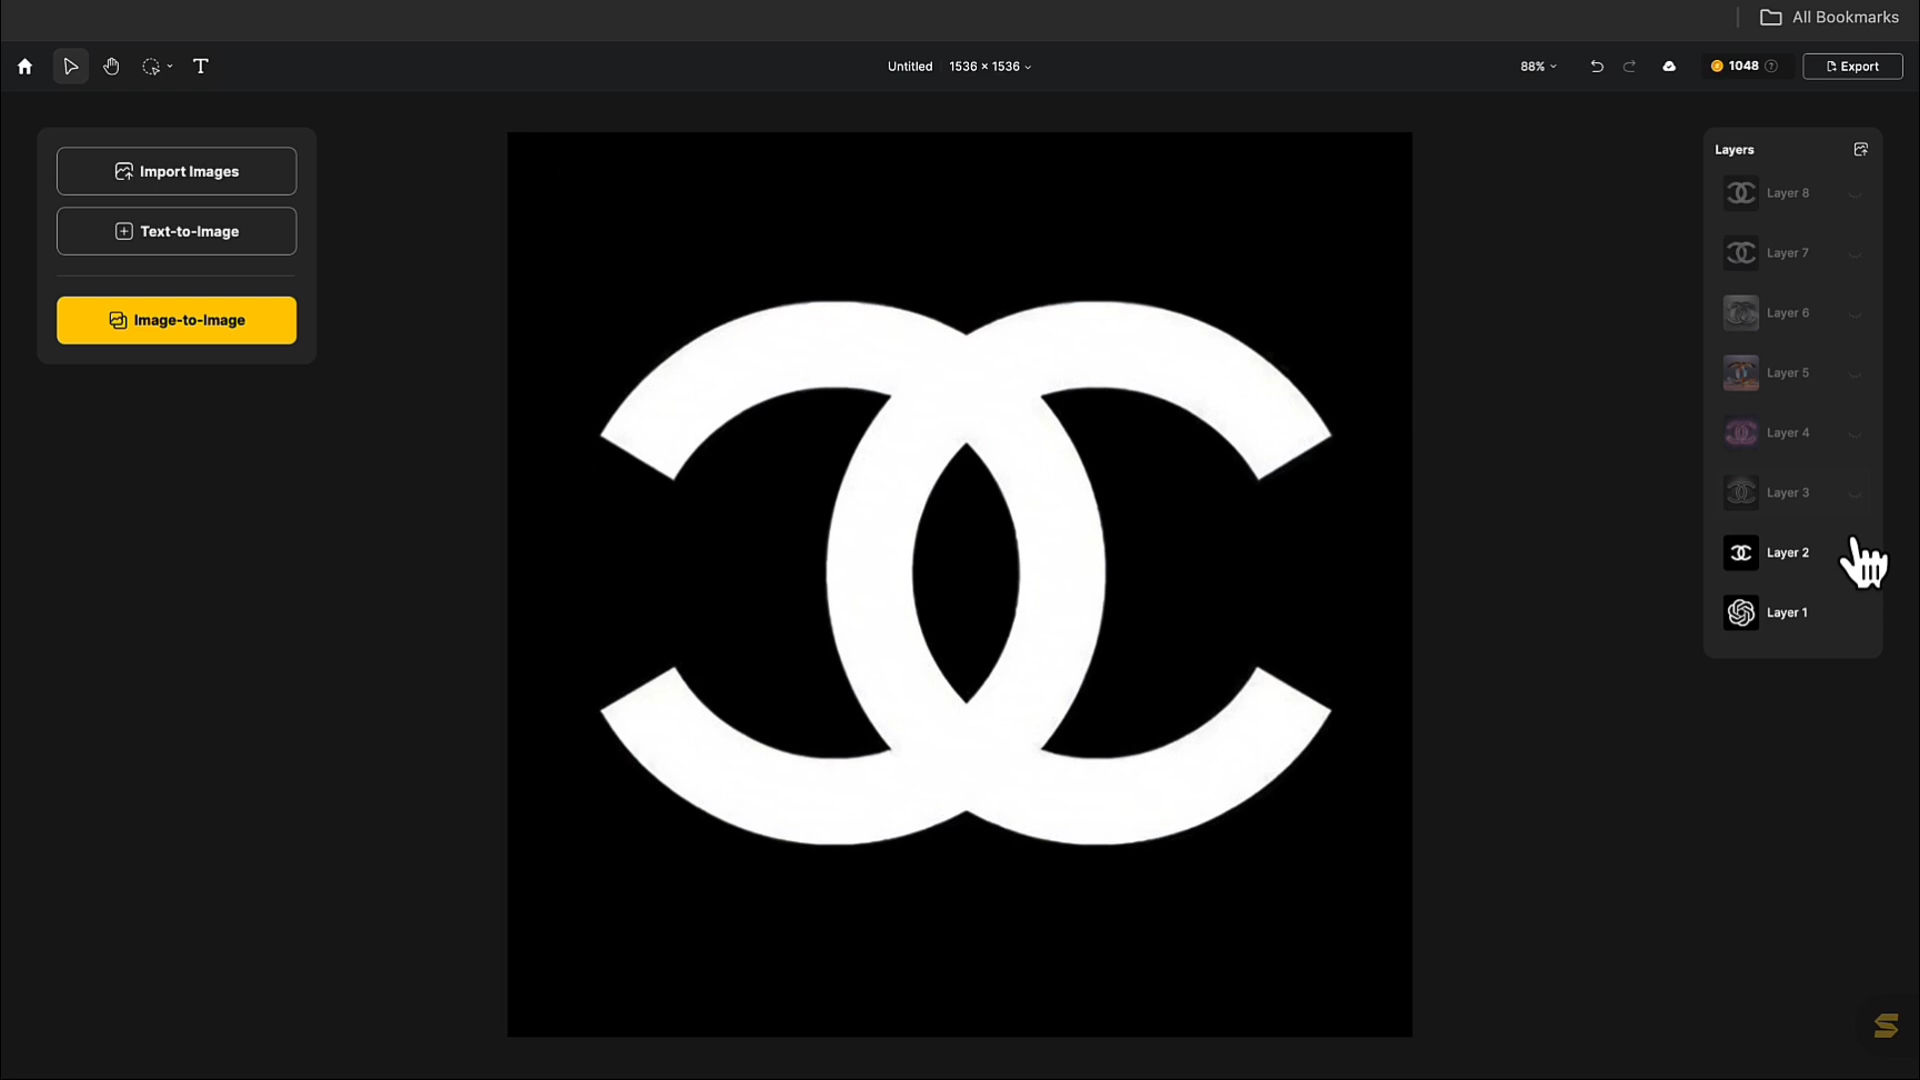 All Bookmarks
Untitled 1536 × 1536 88% 1048 Export
Import Images
Text-to-Image
Image-to-Image
Layers
Layer 8
Layer 7
Layer 6
Layer 5
Layer 4
Layer 3
Layer 2
Layer 1